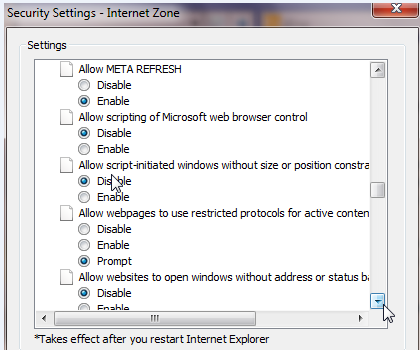 Security Settings - Internet Zone
Settings
Allow META REFRESH
Disable
Enable
Allow scripting of Microsoft web browser control
Disable
Enable
Allow script-initiated windows without size or position constra
Disable
Enable
Allow webpages to use restricted protocols for active conten
Disable
Enable
Prompt
Allow websites to open windows without address or status ba
Disable
Enable
*Takes effect after you restart Internet Explorer